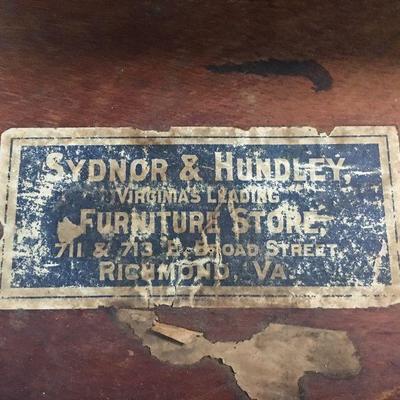 SYDNOR & HUNDLEY,
VIRGINIA'S LEADING
FURNITURE STORE,
711 & 713 E. BROAD STREET
RICHMOND, VA.